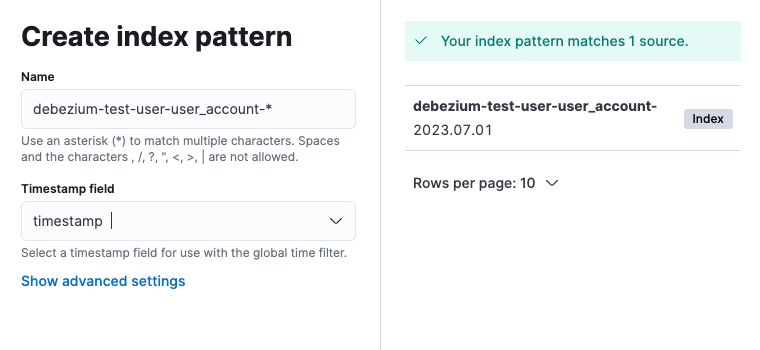 Create index pattern
Name
debezium-test-user-user_account-*
Use an asterisk (*) to match multiple characters. Spaces
and the characters , /, ?, ", <, >, | are not allowed.
Timestamp field
timestamp
Select a timestamp field for use with the global time filter.
Show advanced settings
Your index pattern matches 1 source.
debezium-test-user-user_account-
2023.07.01
Index
Rows per page: 10